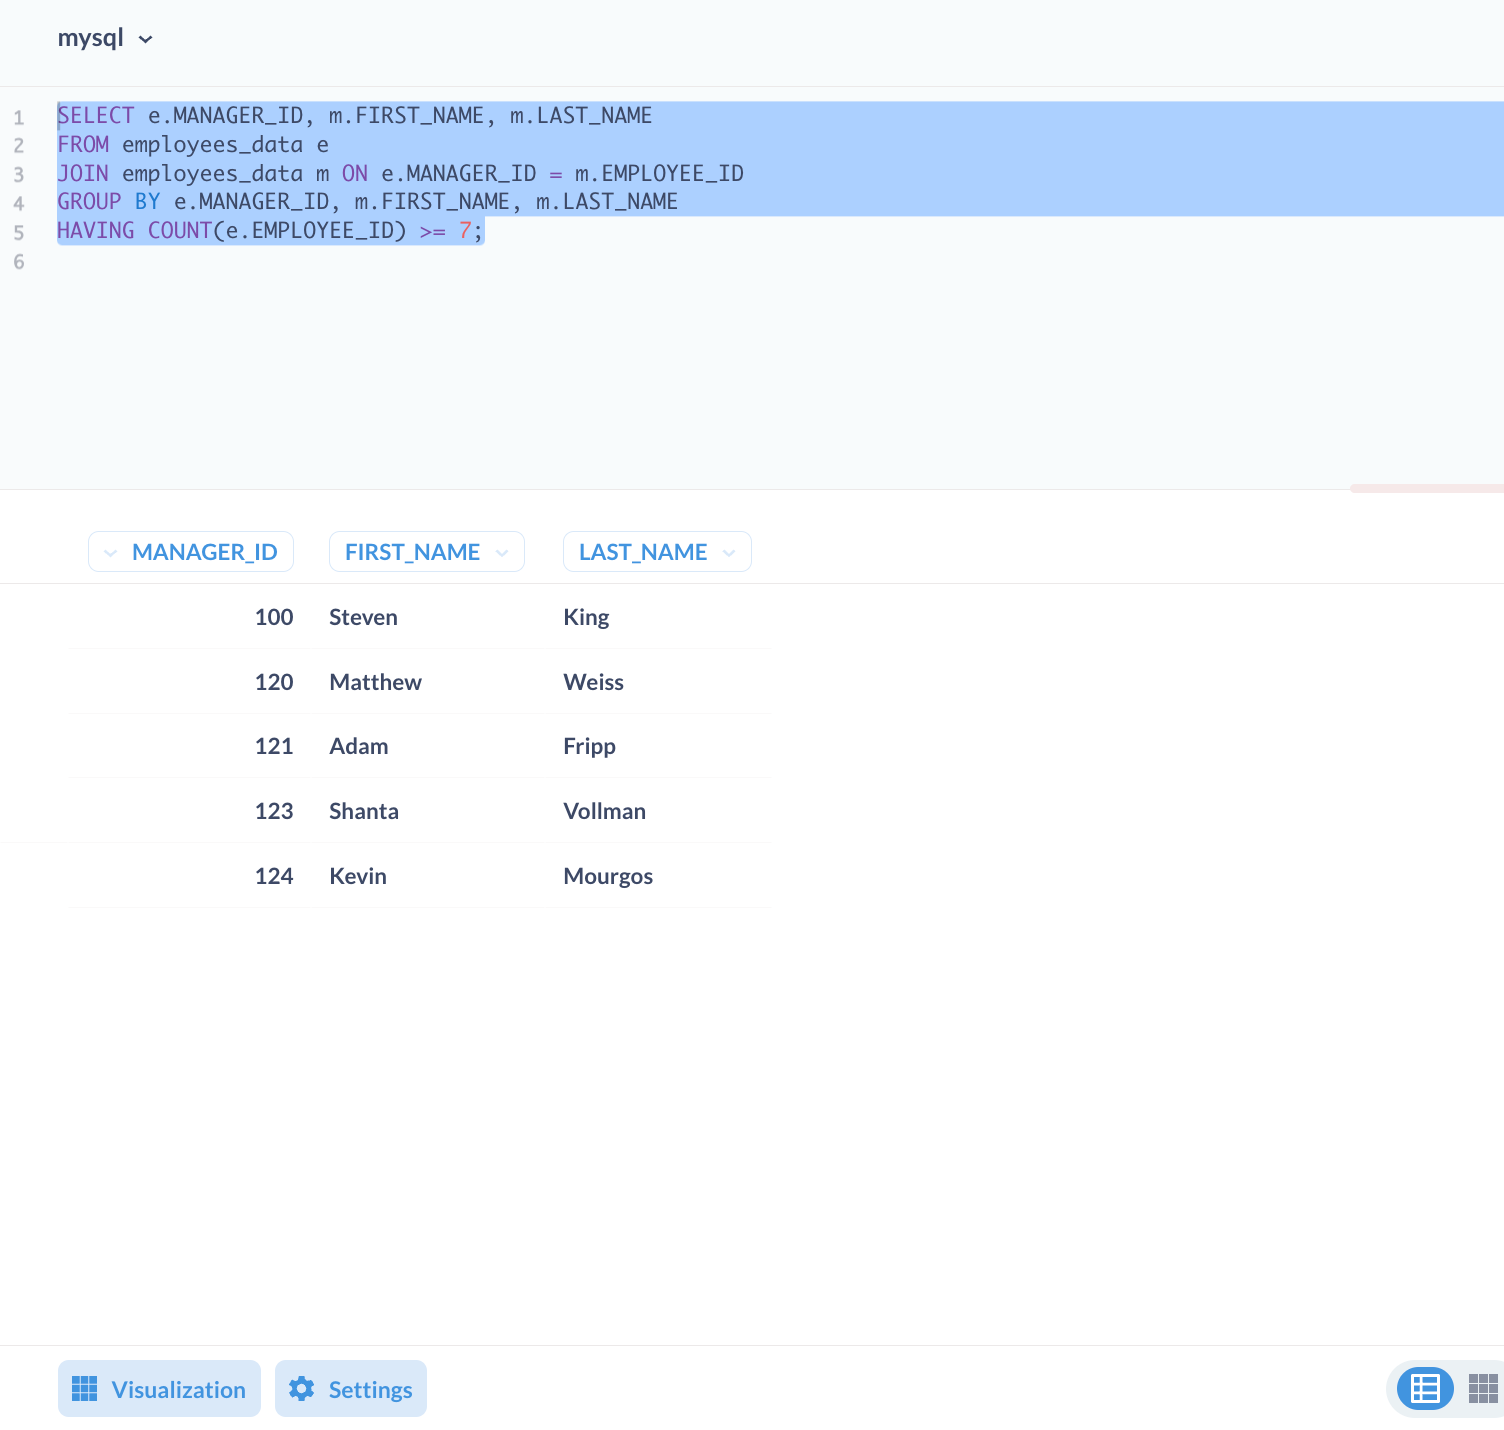 mysql
1 SELECT e.MANAGER_ID, m.FIRST_NAME, m.LAST_NAME
2 FROM employees_data e
3 JOIN employees_data m ON e.MANAGER_ID = m.EMPLOYEE_ID
4 GROUP BY e.MANAGER_ID, m.FIRST_NAME, m.LAST_NAME
5 HAVING COUNT(e.EMPLOYEE_ID) >= 7;
6
MANAGER_ID FIRST_NAME LAST_NAME
100 Steven King
120 Matthew Weiss
121 Adam Fripp
123 Shanta Vollman
124 Kevin Mourgos
Visualization Settings